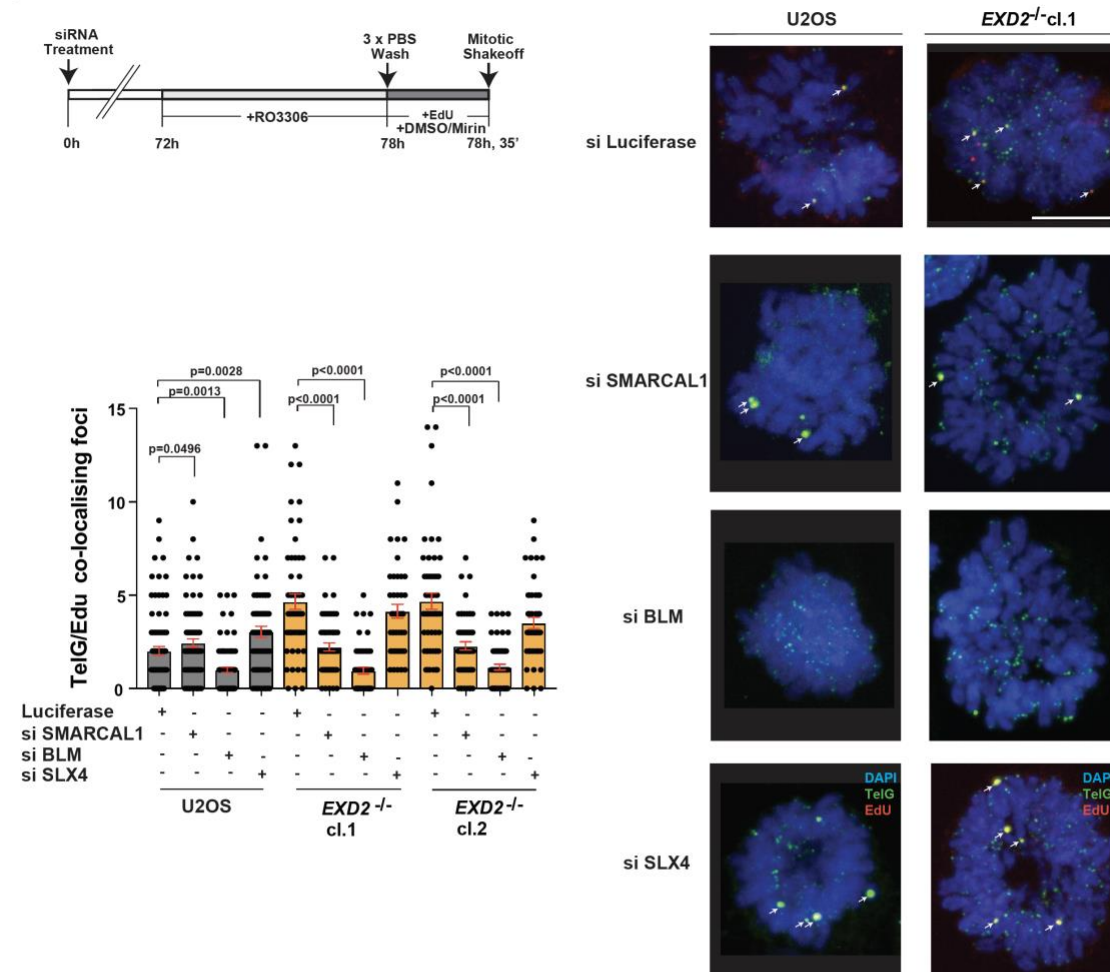 siRNA
Treatment
3 x PBS
Wash
Mitotic
Shakeoff
+RO3306
+EdU
+DMSO/Mirin
0h
72h
78h
78h, 35'
U2OS
EXD2-/-cl.1
si Luciferase
si SMARCAL1
si BLM
si SLX4
DAPI
TelG
EdU
DAPI
TelG
EdU
TelG/Edu co-localising foci
15
10
5
0
p=0.0028
p=0.0013
p=0.0496
p<0.0001
p<0.0001
p<0.0001
p<0.0001
Luciferase + - - - + - - - + - - -
si SMARCAL1 - + - - - + - - - + - -
si BLM - - + - - - + - - - + -
si SLX4 - - - + - - - + - - - +
U2OS
EXD2 -/-
cl.1
EXD2 -/-
cl.2